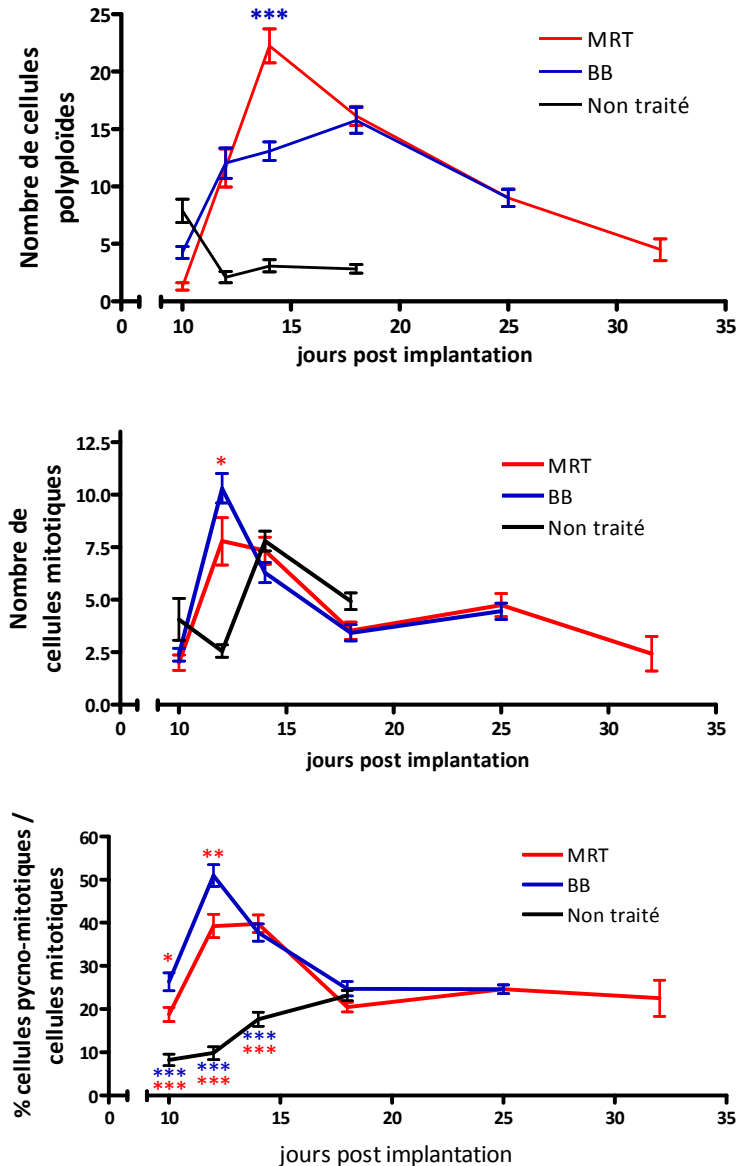 ***
25
20
15
10
5
0
Nombre de cellules
polyploïdes
MRT
BB
Non traité
0 10 15 20 25 30 35
jours post implantation
12.5
10.0
7.5
5.0
2.5
0.0
Nombre de
cellules mitotiques
*
MRT
BB
Non traité
0 10 15 20 25 30 35
jours post implantation
60
50
40
30
20
10
0
% cellules pycno-mitotiques /
cellules mitotiques
**
*
MRT
BB
Non traité
*** *** ***
*** *** ***
0 10 15 20 25 30 35
jours post implantation